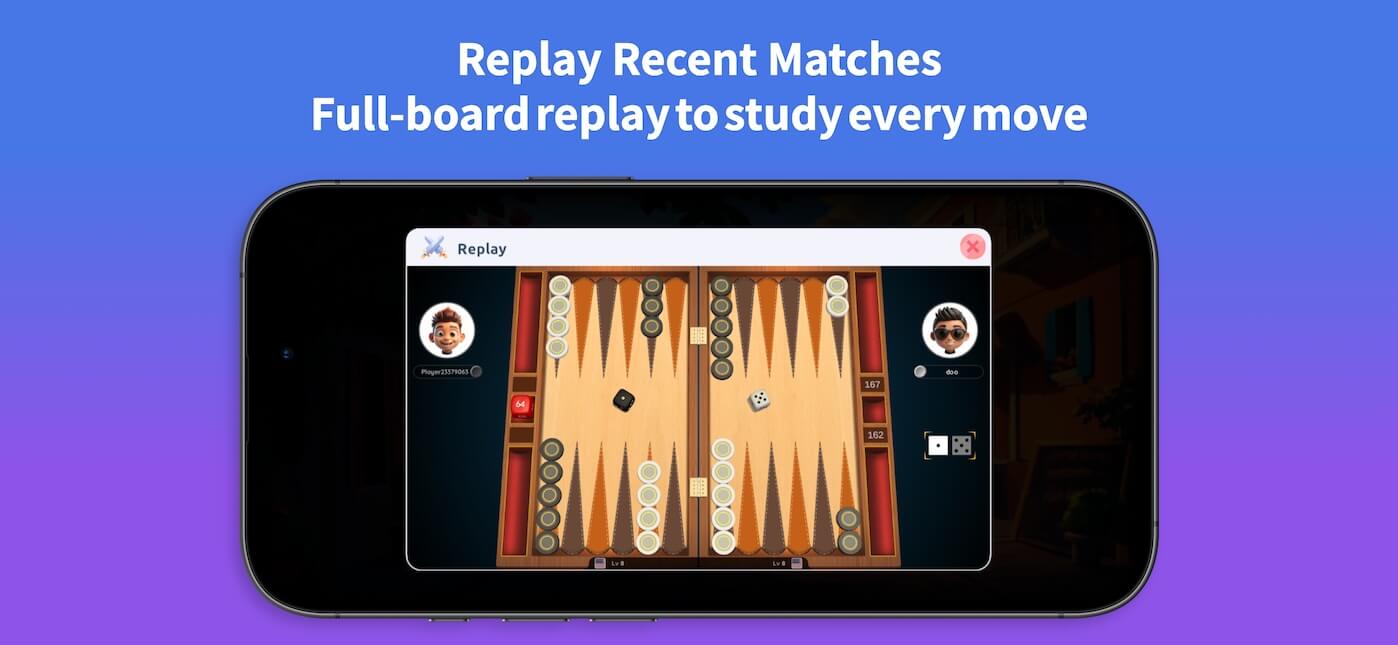 Replay Recent Matches
Full-board replay to study every move
Replay
Player23379063
doo
167
64
162
Lv 8
Lv 8